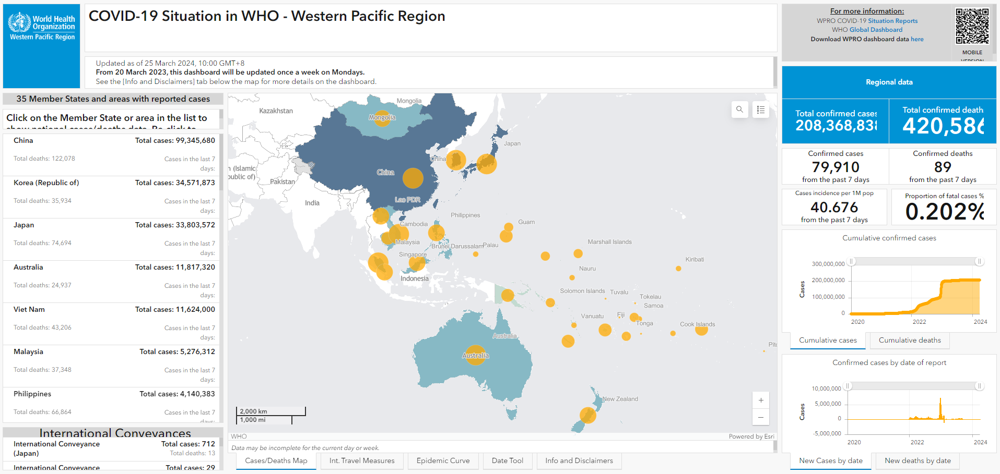 World Health
Organization
Western Pacific Region
COVID-19 Situation in WHO - Western Pacific Region
Updated as of 25 March 2024, 10:00 GMT+8
From 20 March 2023, this dashboard will be updated once a week on Mondays.
See the [Info and Disclaimers] tab below the map for more details on the dashboard.
For more information:
WPRO COVID-19 Situation Reports
WHO Global Dashboard
Download WPRO dashboard data here
MOBILE
VERSION
35 Member States and areas with reported cases
Click on the Member State or area in the list to
show national cases/deaths data. Re-click to
China
Total cases: 99,345,680
Total deaths: 122,078
Cases in the last 7
days:
Korea (Republic of)
Total cases: 34,571,873
Total deaths: 35,934
Cases in the last 7
days:
Japan
Total cases: 33,803,572
Total deaths: 74,694
Cases in the last 7
days:
Australia
Total cases: 11,817,320
Total deaths: 24,937
Cases in the last 7
days:
Viet Nam
Total cases: 11,624,000
Total deaths: 43,206
Cases in the last 7
days:
Malaysia
Total cases: 5,276,312
Total deaths: 37,348
Cases in the last 7
days:
Philippines
Total cases: 4,140,383
Total deaths: 66,864
Cases in the last 7
days:
International Conveyances
International Conveyance
(Japan)
Total cases: 712
Total deaths: 13
International Conveyance
Total cases: 29
Kazakhstan
Mongolia
Mongolia
Japan
China
China
n (Islamic
public of)
Pakistan
India
Lao PDR
Philippines
Cambodia
Guam
Malaysia
Brunei Darussalam
Palau
Marshall Islands
Singapore
Kiribati
Nauru
Indonesia
Solomon Islands
Tuvalu
Tokelau
Samoa
Vanuatu
Fiji
Tonga
Cook Islands
Australia
Pitc
Australia
New Zealand
2,000 km
1,000 mi
+
−
WHO
Powered by Esri
Data may be incomplete for the current day or week.
Cases/Deaths Map
Int. Travel Measures
Epidemic Curve
Date Tool
Info and Disclaimers
Regional data
Total confirmed cases
208,368,838
Total confirmed death
420,586
Confirmed cases
79,910
from the past 7 days
Confirmed deaths
89
from the past 7 days
Cases incidence per 1M pop
40.676
from the past 7 days
Proportion of fatal cases %
0.202%
Cumulative confirmed cases
Cases
300,000,000
200,000,000
100,000,000
0
2020
2022
2024
Cumulative cases
Cumulative deaths
Confirmed cases by date of report
Cases
10,000,000
5,000,000
0
-5,000,000
2020
2022
2024
New Cases by date
New deaths by date